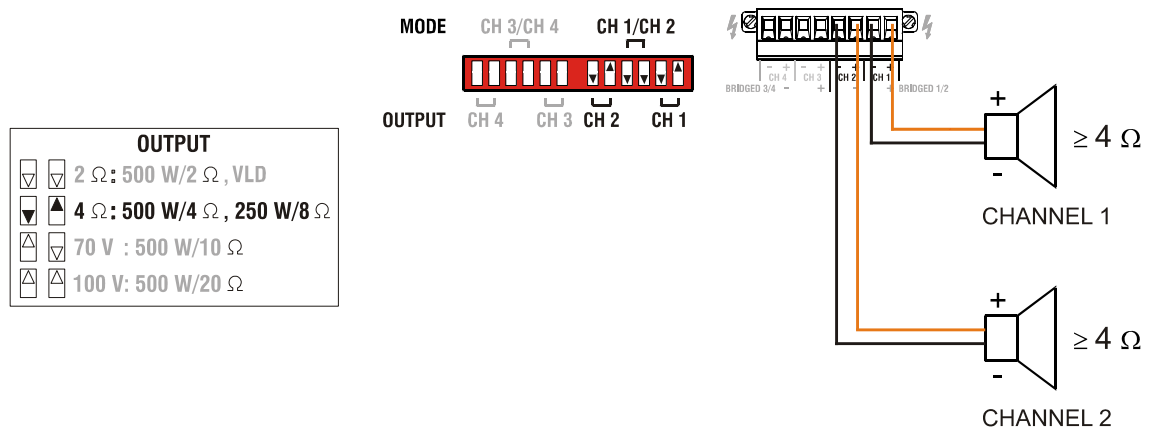 MODE CH 3/CH 4 CH 1/CH 2
OUTPUT CH 4 CH 3 CH 2 CH 1
OUTPUT
2 Ω: 500 W/2 Ω , VLD
4 Ω: 500 W/4 Ω , 250 W/8 Ω
70 V : 500 W/10 Ω
100 V: 500 W/20 Ω
- + - + - + - +
CH 4 CH 3 CH 2 CH 1
BRIDGED 3/4 - + - + BRIDGED 1/2
+
≥ 4 Ω
-
CHANNEL 1
+
≥ 4 Ω
-
CHANNEL 2